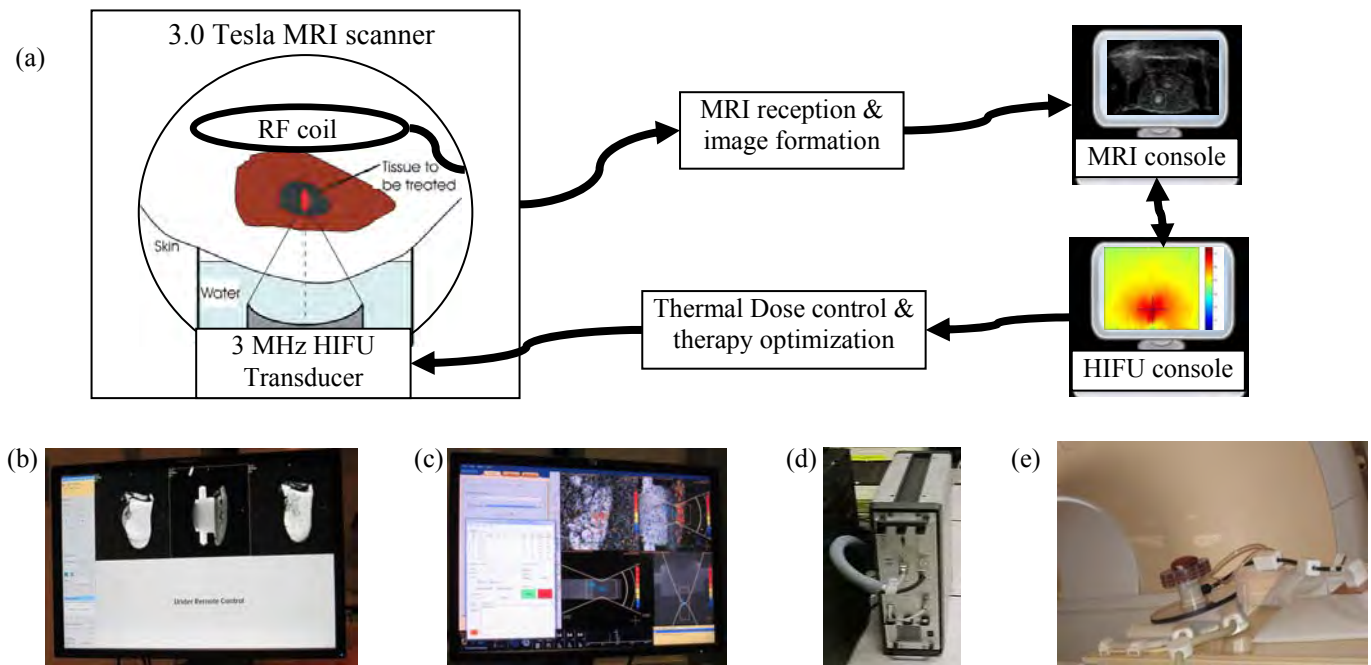 (a)
3.0 Tesla MRI scanner
RF coil
Tissue to
be treated
Skin
Water
3 MHz HIFU
Transducer
MRI reception &
image formation
MRI console
Thermal Dose control &
therapy optimization
HIFU console
(b)
Under Remote Control
(c)
(d)
(e)